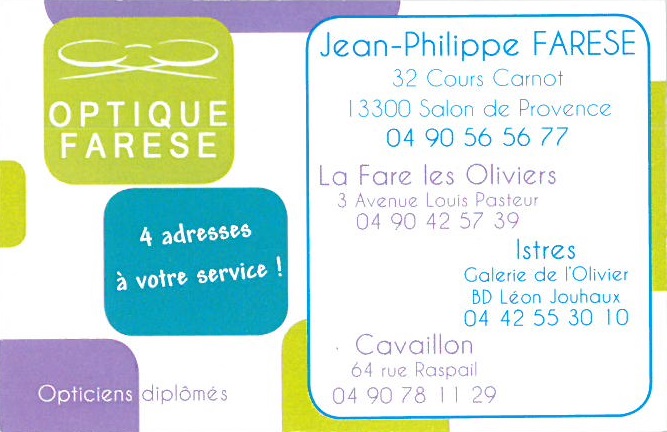 OPTIQUE
FARESE
4 adresses
à votre service !
Opticiens diplômés
Jean-Philippe FARESE
32 Cours Carnot
13300 Salon de Provence
04 90 56 56 77
La Fare les Oliviers
3 Avenue Louis Pasteur
04 90 42 57 39
Istres
Galerie de l'Olivier
BD Léon Jouhaux
04 42 55 30 10
Cavaillon
64 rue Raspail
04 90 78 11 29